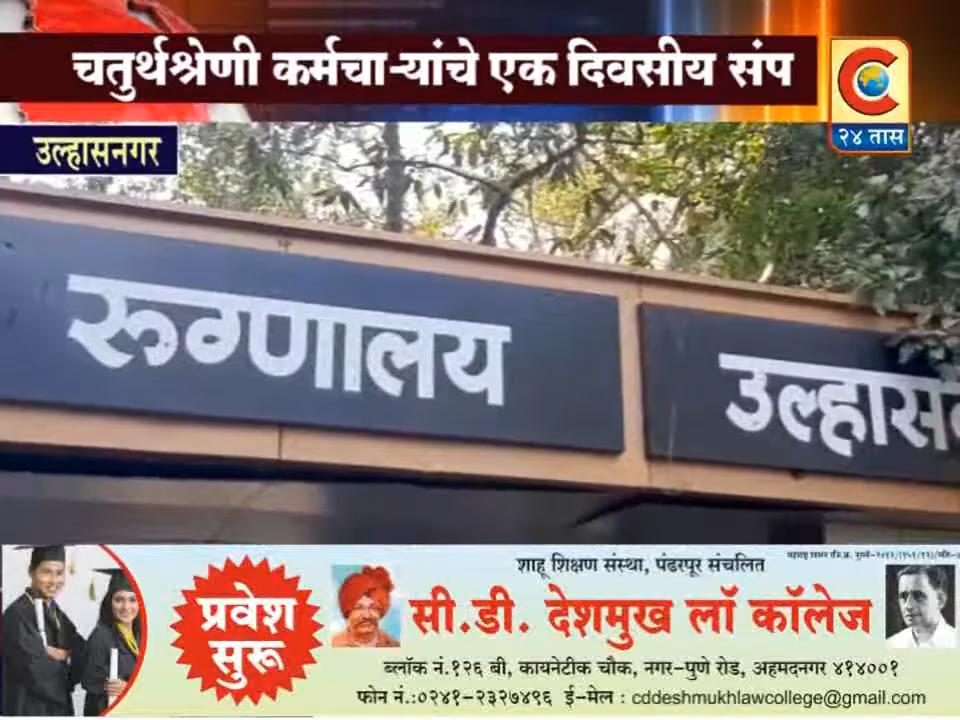 चतुर्थश्रेणी कर्मचा-यांचे एक दिवसीय संप
C
२४ तास
उल्हासनगर
रुग्णालय
उल्हास
शाहू शिक्षण संस्था, पंढरपूर संचलित
प्रवेश
सुरू
सी.डी. देशमुख लॉ कॉलेज
ब्लॉक नं.१२६ बी, कायनेटीक चौक, नगर-पुणे रोड, अहमदनगर ४१४००१
फोन नं.:०२४१-२३२७४९६ ई-मेल : cddeshmukhlawcollege@gmail.com